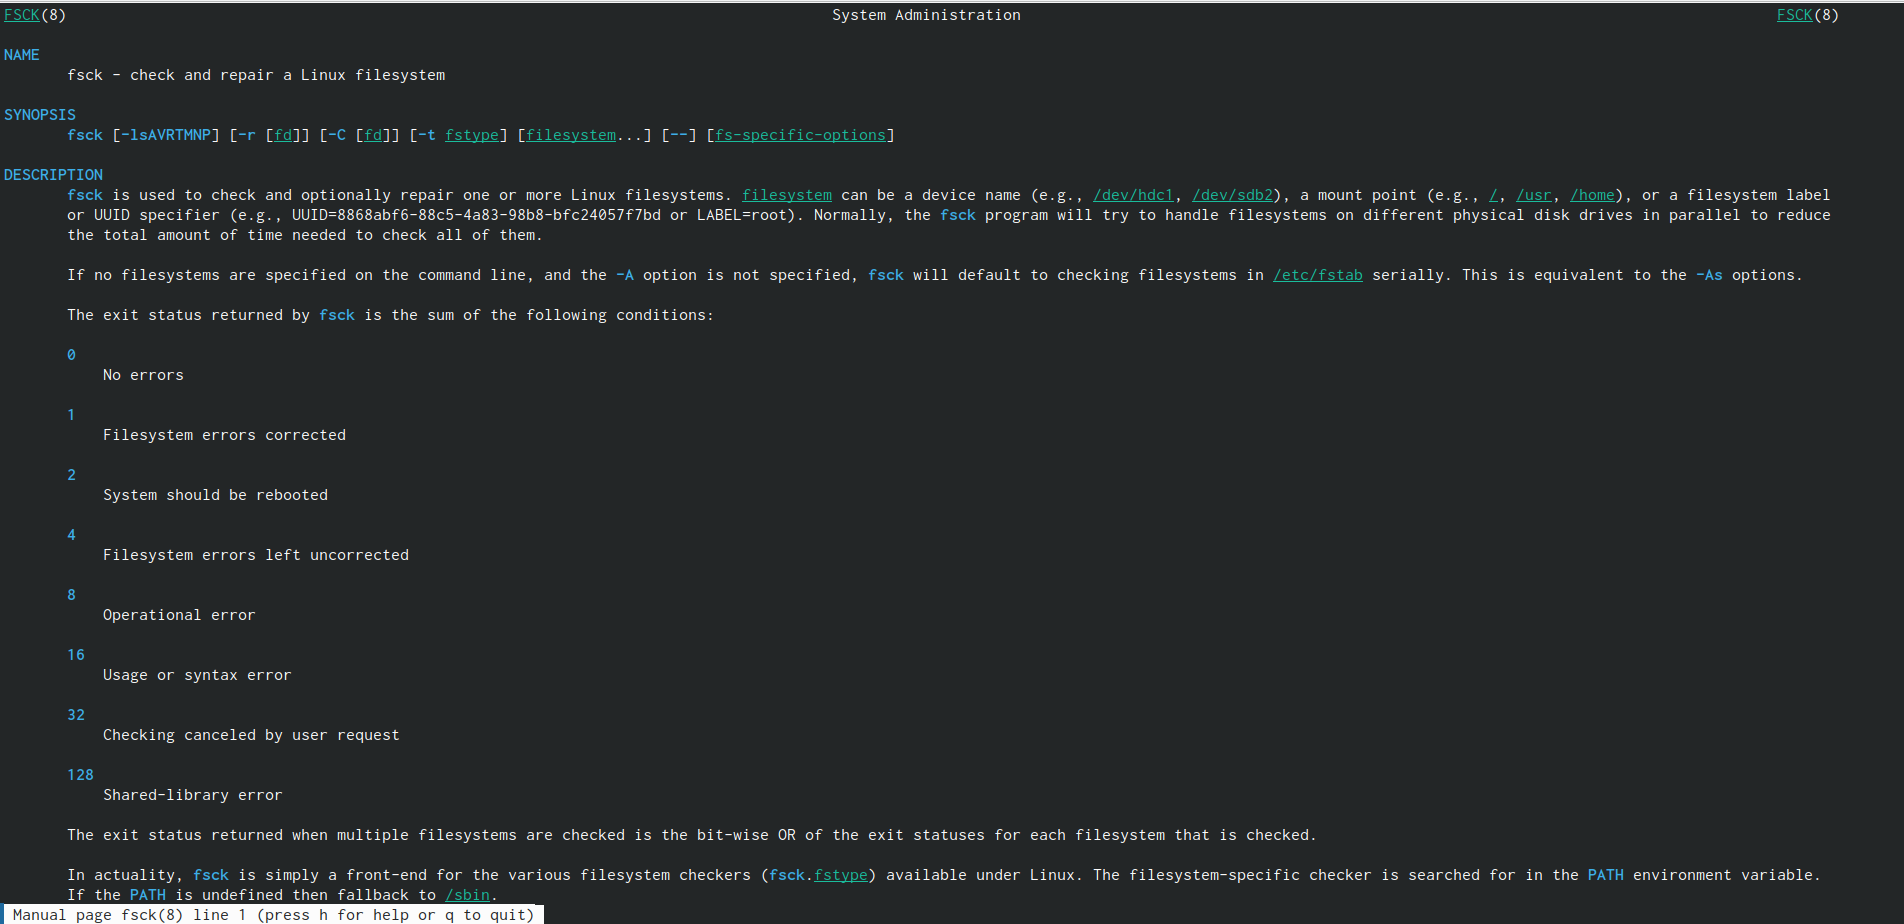 FSCK(8) System Administration FSCK(8)
NAME
fsck - check and repair a Linux filesystem
SYNOPSIS
fsck [-lsAVRTMNP] [-r [fd]] [-C [fd]] [-t fstype] [filesystem...] [--] [fs-specific-options]
DESCRIPTION
fsck is used to check and optionally repair one or more Linux filesystems. filesystem can be a device name (e.g., /dev/hdc1, /dev/sdb2), a mount point (e.g., /, /usr, /home), or a filesystem label
or UUID specifier (e.g., UUID=8868abf6-88c5-4a83-98b8-bfc24057f7bd or LABEL=root). Normally, the fsck program will try to handle filesystems on different physical disk drives in parallel to reduce
the total amount of time needed to check all of them.
If no filesystems are specified on the command line, and the -A option is not specified, fsck will default to checking filesystems in /etc/fstab serially. This is equivalent to the -As options.
The exit status returned by fsck is the sum of the following conditions:
0
No errors
1
Filesystem errors corrected
2
System should be rebooted
4
Filesystem errors left uncorrected
8
Operational error
16
Usage or syntax error
32
Checking canceled by user request
128
Shared-library error
The exit status returned when multiple filesystems are checked is the bit-wise OR of the exit statuses for each filesystem that is checked.
In actuality, fsck is simply a front-end for the various filesystem checkers (fsck.fstype) available under Linux. The filesystem-specific checker is searched for in the PATH environment variable.
If the PATH is undefined then fallback to /sbin.
Manual page fsck(8) line 1 (press h for help or q to quit)